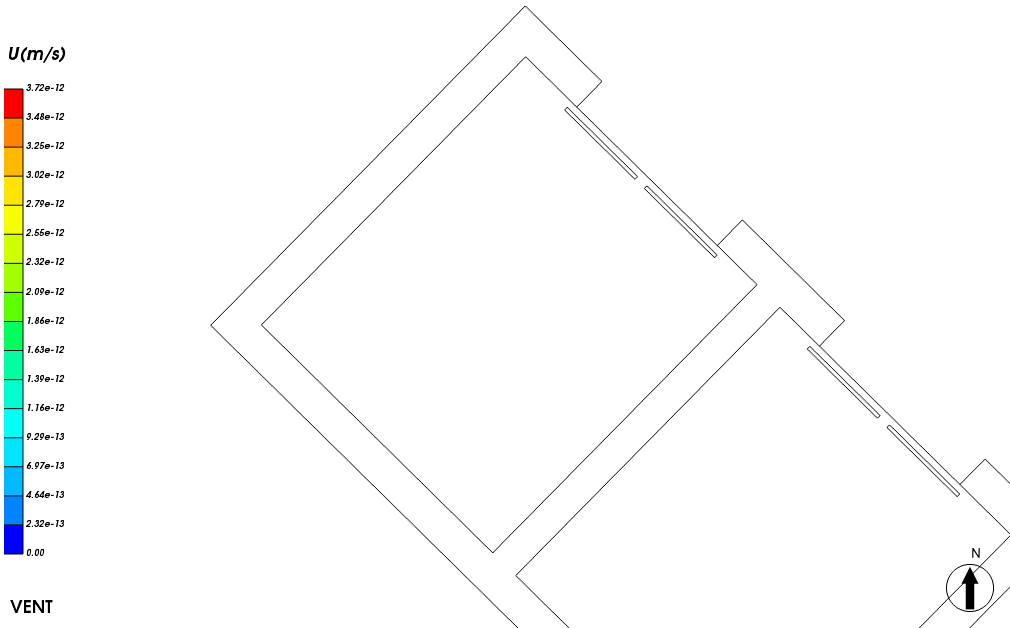 U(m/s)
3.72e-12
3.48e-12
3.25e-12
3.02e-12
2.79e-12
2.55e-12
2.32e-12
2.09e-12
1.86e-12
1.63e-12
1.39e-12
1.16e-12
9.29e-13
6.97e-13
4.64e-13
2.32e-13
0.00
N
VENT